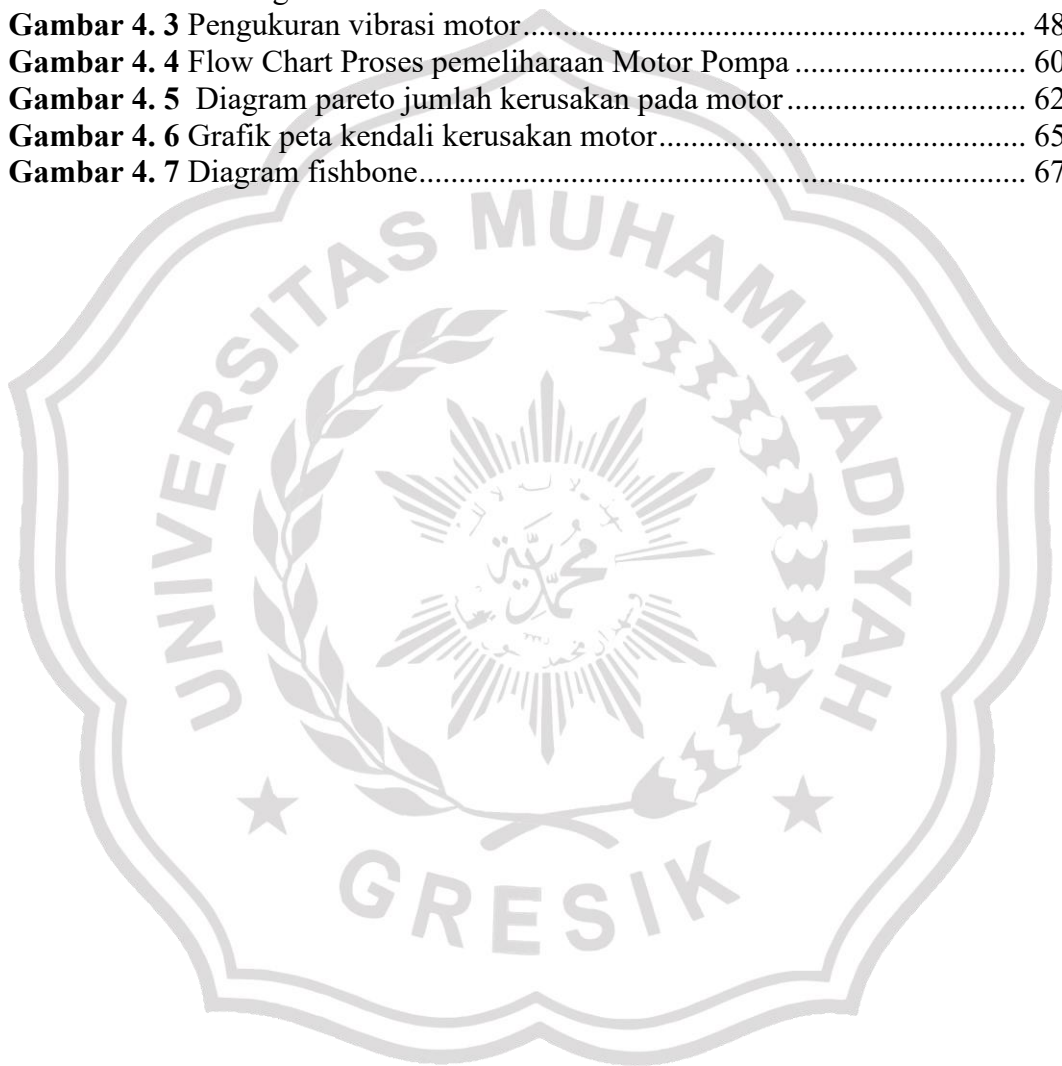 Gambar 4. 3 Pengukuran vibrasi motor........................................................................... 48
Gambar 4. 4 Flow Chart Proses pemeliharaan Motor Pompa ................................... 60
Gambar 4. 5  Diagram pareto jumlah kerusakan pada motor .................................... 62
Gambar 4. 6 Grafik peta kendali kerusakan motor....................................................... 65
Gambar 4. 7 Diagram fishbone........................................................................................... 67
UNIVERSITAS MUHAMMADIYAH
GRESIK